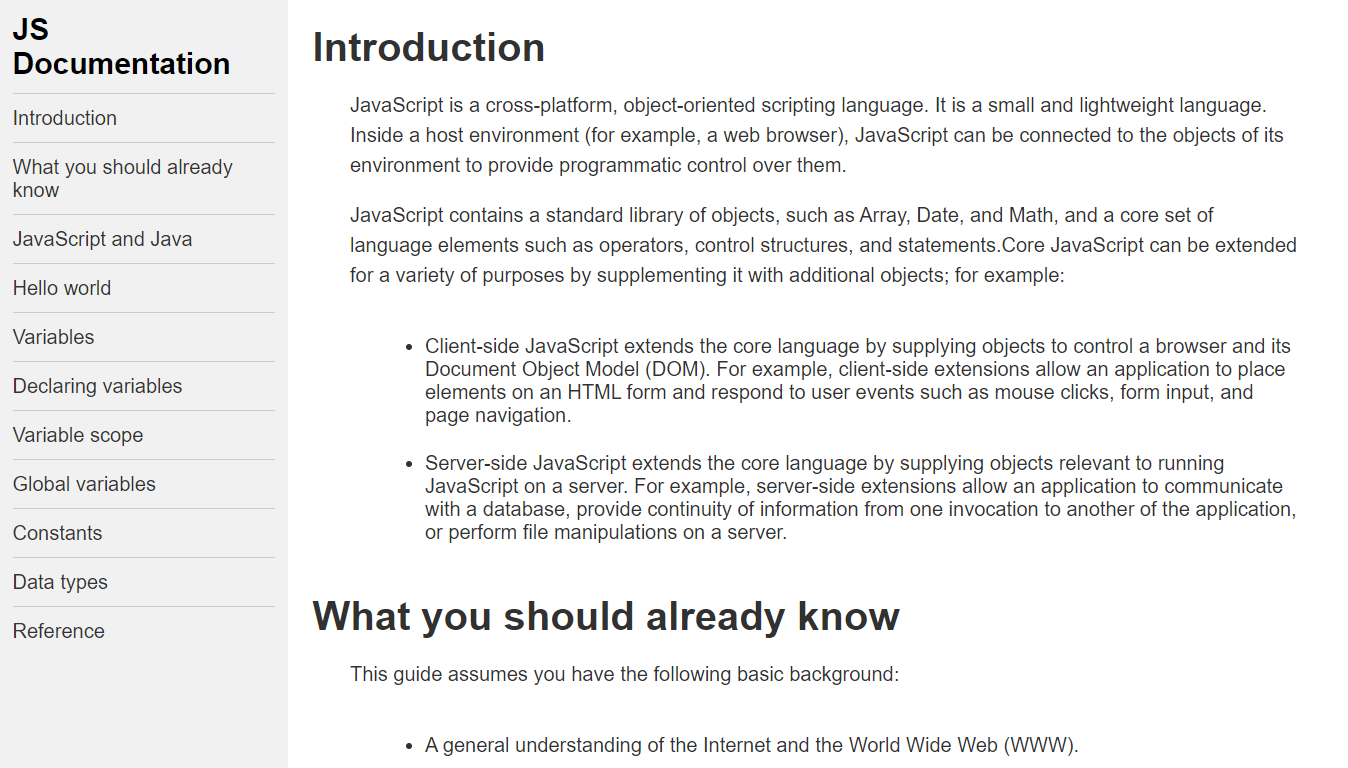 JS
Documentation
Introduction
What you should already
know
JavaScript and Java
Hello world
Variables
Declaring variables
Variable scope
Global variables
Constants
Data types
Reference
Introduction
JavaScript is a cross-platform, object-oriented scripting language. It is a small and lightweight language.
Inside a host environment (for example, a web browser), JavaScript can be connected to the objects of its
environment to provide programmatic control over them.
JavaScript contains a standard library of objects, such as Array, Date, and Math, and a core set of
language elements such as operators, control structures, and statements.Core JavaScript can be extended
for a variety of purposes by supplementing it with additional objects; for example:
• Client-side JavaScript extends the core language by supplying objects to control a browser and its
Document Object Model (DOM). For example, client-side extensions allow an application to place
elements on an HTML form and respond to user events such as mouse clicks, form input, and
page navigation.
• Server-side JavaScript extends the core language by supplying objects relevant to running
JavaScript on a server. For example, server-side extensions allow an application to communicate
with a database, provide continuity of information from one invocation to another of the application,
or perform file manipulations on a server.
What you should already know
This guide assumes you have the following basic background:
• A general understanding of the Internet and the World Wide Web (WWW).